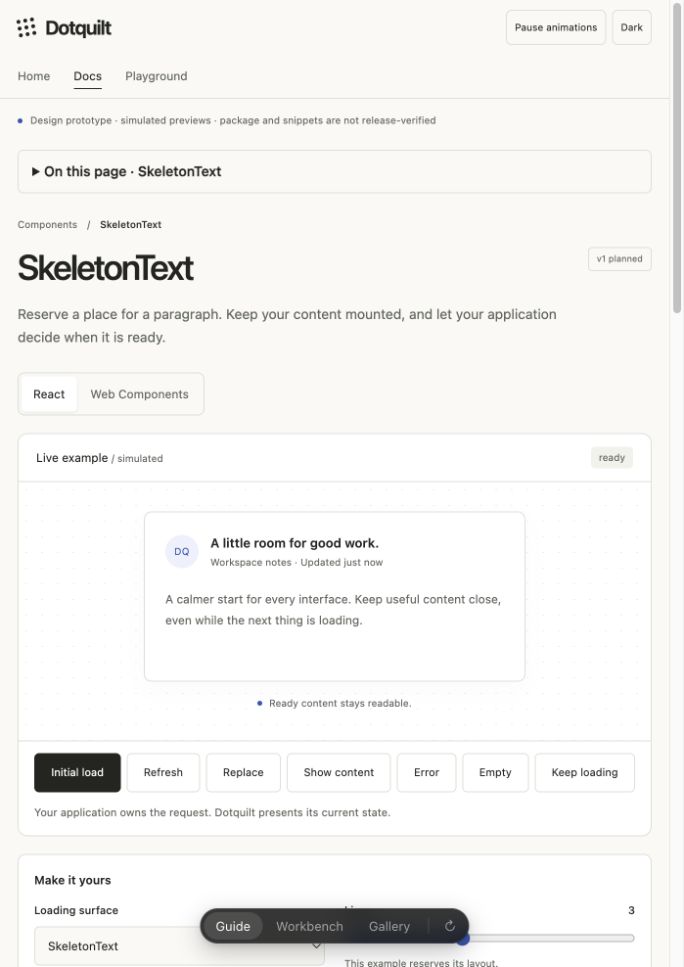 Dotquilt
Pause animations
Dark
Home
Docs
Playground
Design prototype · simulated previews · package and snippets are not release-verified
On this page · SkeletonText
Components / SkeletonText
SkeletonText
v1 planned
Reserve a place for a paragraph. Keep your content mounted, and let your application
decide when it is ready.
React
Web Components
Live example / simulated
ready
DQ
A little room for good work.
Workspace notes · Updated just now
A calmer start for every interface. Keep useful content close,
even while the next thing is loading.
Ready content stays readable.
Initial load
Refresh
Replace
Show content
Error
Empty
Keep loading
Your application owns the request. Dotquilt presents its current state.
Make it yours
Loading surface
3
SkeletonText
Guide
Workbench
Gallery
This example reserves its layout.